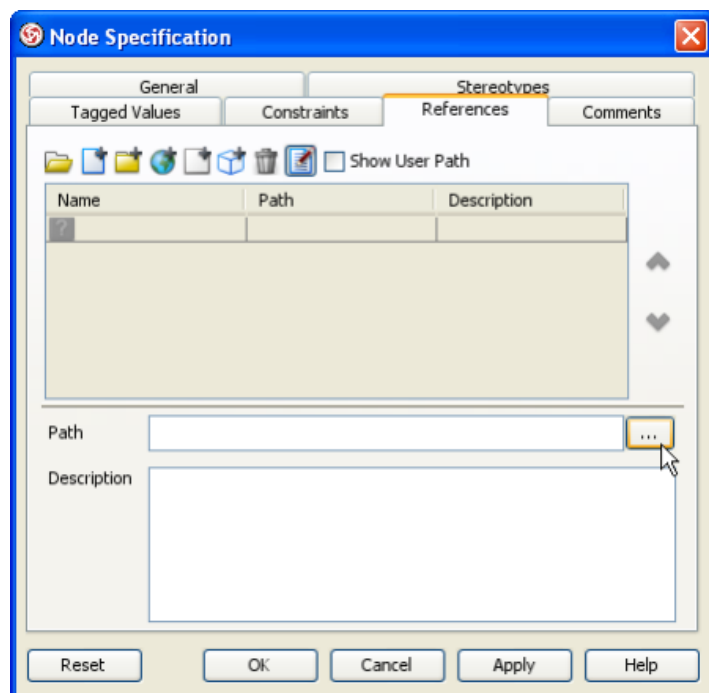 Node Specification
General Stereotypes
Tagged Values Constraints References Comments
Show User Path
Name Path Description
?
Path ...
Description
Reset OK Cancel Apply Help